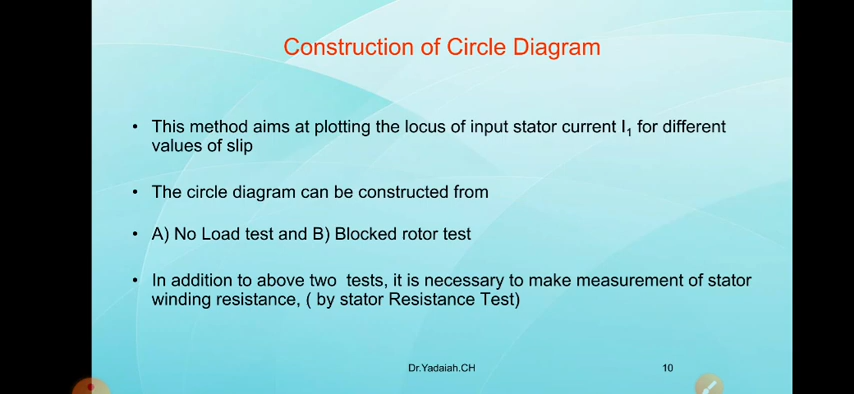 Construction of Circle Diagram
• This method aims at plotting the locus of input stator current I₁ for different
values of slip
• The circle diagram can be constructed from
• A) No Load test and B) Blocked rotor test
• In addition to above two tests, it is necessary to make measurement of stator
winding resistance, ( by stator Resistance Test)
Dr.Yadaiah.CH 10